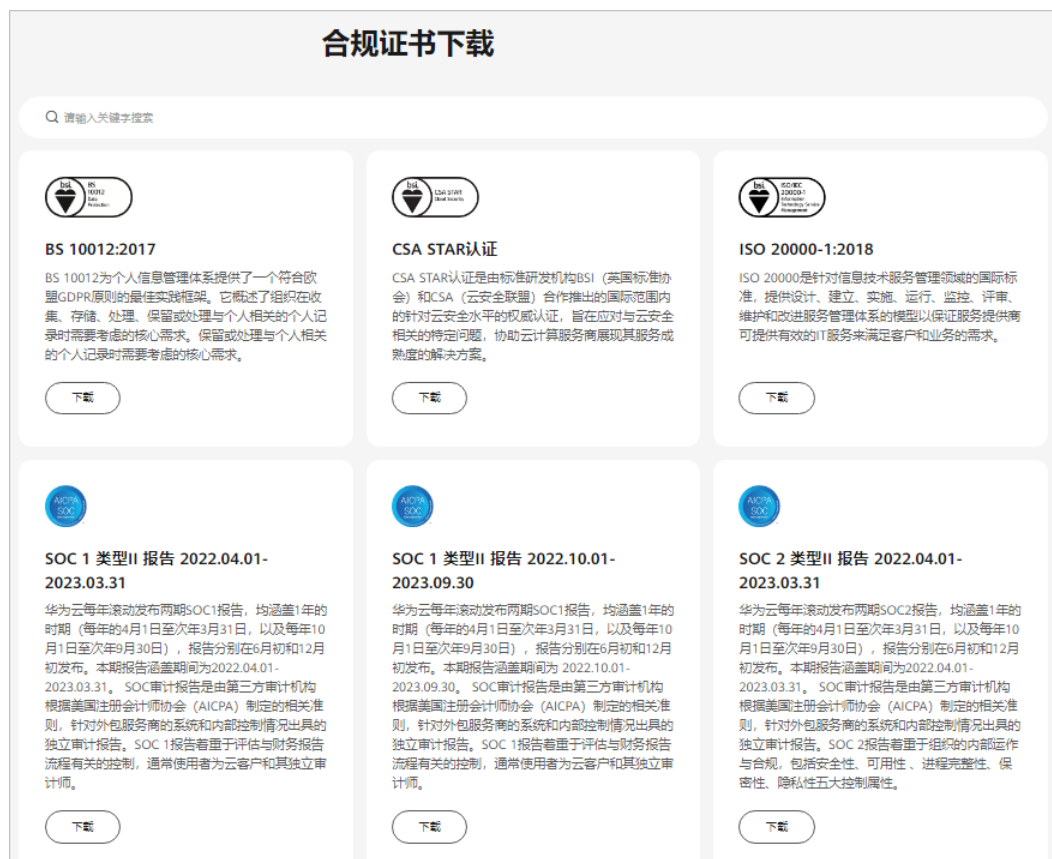 合规证书下载
请输入关键字搜索
bsi.
BS
10012
Data
Protection
bsi.
CSA STAR
Cloud Security
bsi.
ISO/IEC
20000-1
Information
Technology Service
Management
BS 10012:2017
BS 10012为个人信息管理体系提供了一个符合欧
盟GDPR原则的最佳实践框架。它概述了组织在收
集、存储、处理、保留或处理与个人相关的个人记
录时需要考虑的核心需求。保留或处理与个人相关
的个人记录时需要考虑的核心需求。
下载
CSA STAR认证
CSA STAR认证是由标准研发机构BSI（英国标准协
会）和CSA（云安全联盟）合作推出的国际范围内
的针对云安全水平的权威认证，旨在应对与云安全
相关的特定问题，协助云计算服务商展现其服务成
熟度的解决方案。
下载
ISO 20000-1:2018
ISO 20000是针对信息技术服务管理领域的国际标
准，提供设计、建立、实施、运行、监控、评审、
维护和改进服务管理体系的模型以保证服务提供商
可提供有效的IT服务来满足客户和业务的需求。
下载
AICPA
SOC
SOC 1 类型II 报告 2022.04.01-
2023.03.31
华为云每年滚动发布两期SOC1报告，均涵盖1年的
时期（每年的4月1日至次年3月31日，以及每年10
月1日至次年9月30日），报告分别在6月初和12月
初发布。本期报告涵盖期间为2022.04.01-
2023.03.31。 SOC审计报告是由第三方审计机构
根据美国注册会计师协会（AICPA）制定的相关准
则，针对外包服务商的系统和内部控制情况出具的
独立审计报告。SOC 1报告着重于评估与财务报告
流程有关的控制，通常使用者为云客户和其独立审
计师。
下载
AICPA
SOC
SOC 1 类型II 报告 2022.10.01-
2023.09.30
华为云每年滚动发布两期SOC1报告，均涵盖1年的
时期（每年的4月1日至次年3月31日，以及每年10
月1日至次年9月30日），报告分别在6月初和12月
初发布。本期报告涵盖期间为 2022.10.01-
2023.09.30。 SOC审计报告是由第三方审计机构
根据美国注册会计师协会（AICPA）制定的相关准
则，针对外包服务商的系统和内部控制情况出具的
独立审计报告。SOC 1报告着重于评估与财务报告
流程有关的控制，通常使用者为云客户和其独立审
计师。
下载
AICPA
SOC
SOC 2 类型II 报告 2022.04.01-
2023.03.31
华为云每年滚动发布两期SOC2报告，均涵盖1年的
时期（每年的4月1日至次年3月31日，以及每年10
月1日至次年9月30日），报告分别在6月初和12月
初发布。本期报告涵盖期间为2022.04.01-
2023.03.31。 SOC审计报告是由第三方审计机构
根据美国注册会计师协会（AICPA）制定的相关准
则，针对外包服务商的系统和内部控制情况出具的
独立审计报告。SOC 2报告着重于组织的内部运作
与合规，包括安全性、可用性 、进程完整性、保
密性、隐私性五大控制属性。
下载